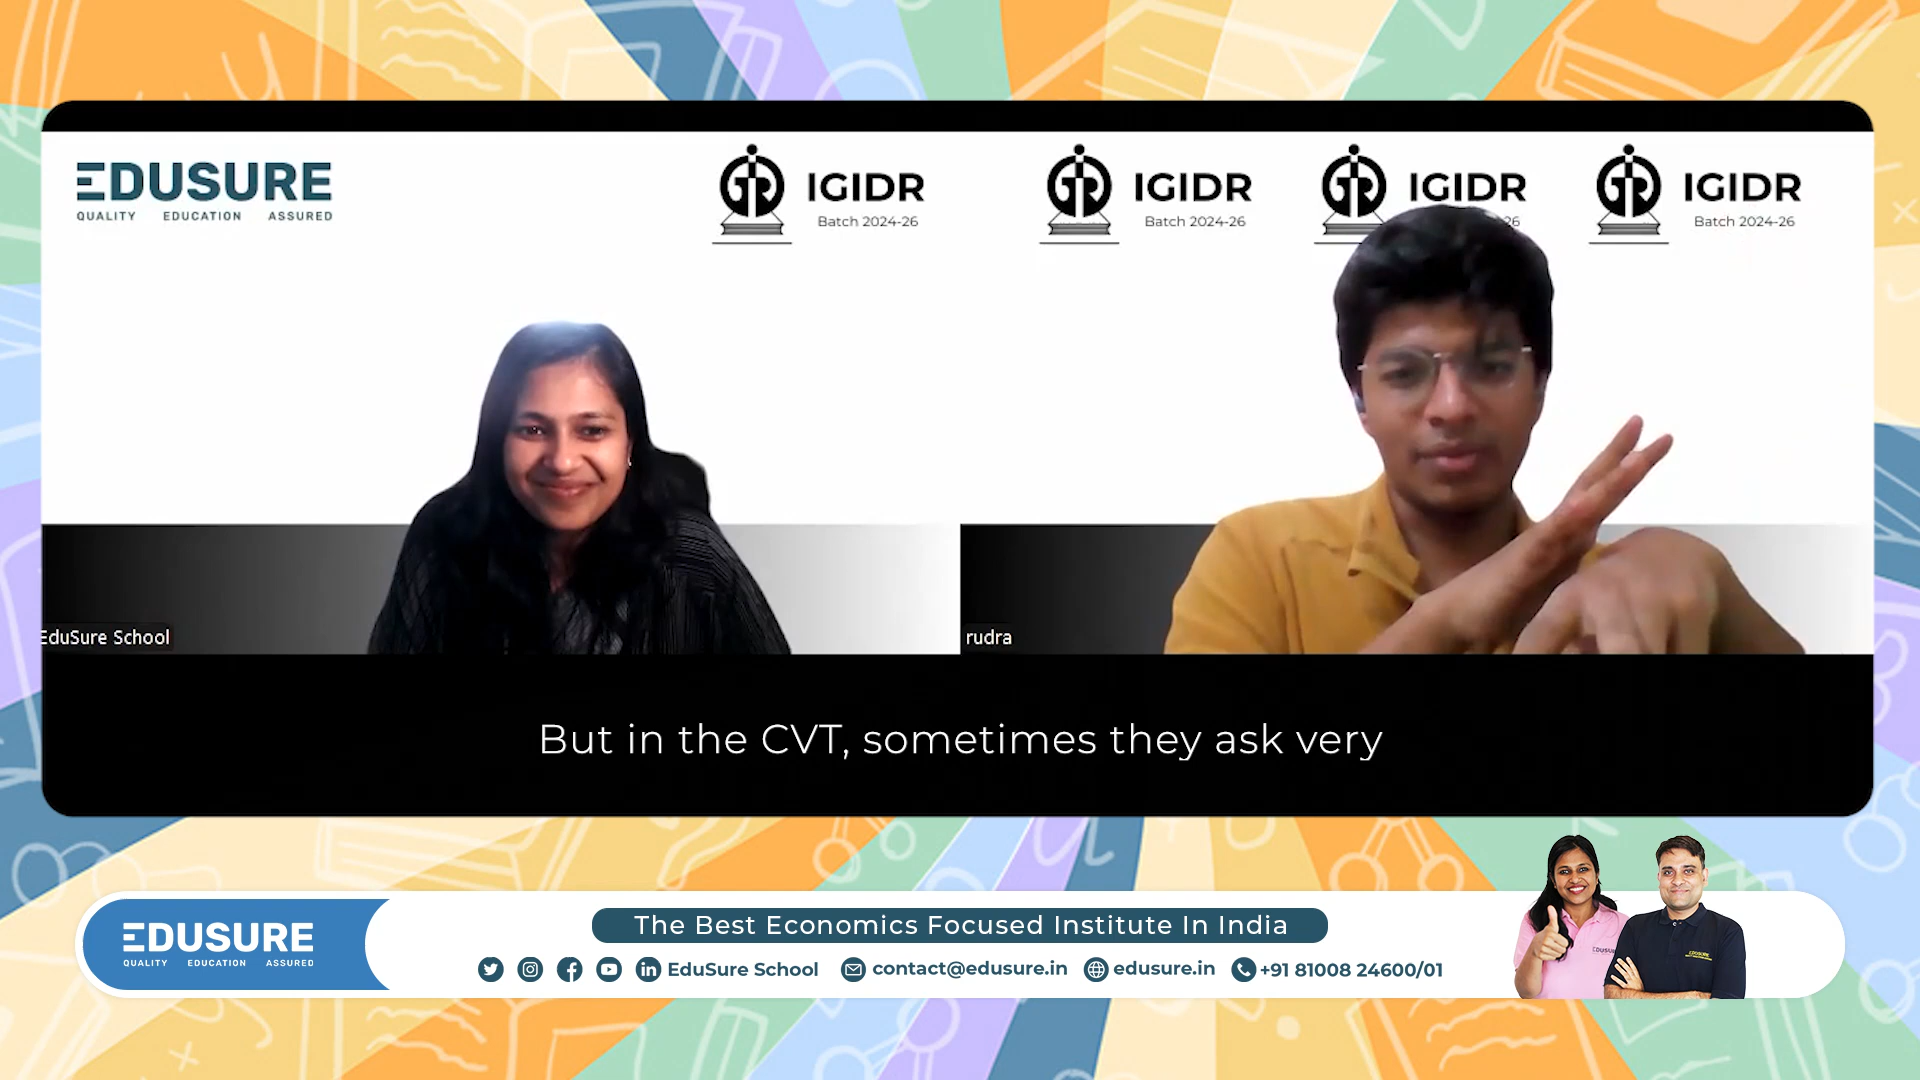 EDUSURE
QUALITY EDUCATION ASSURED
IGIDR
Batch 2024-26
IGIDR
Batch 2024-26
IGIDR
26
IGIDR
Batch 2024-26
EduSure School
rudra
But in the CVT, sometimes they ask very
EDUSURE
QUALITY EDUCATION ASSURED
The Best Economics Focused Institute In India
EduSure School contact@edusure.in edusure.in +91 81008 24600/01